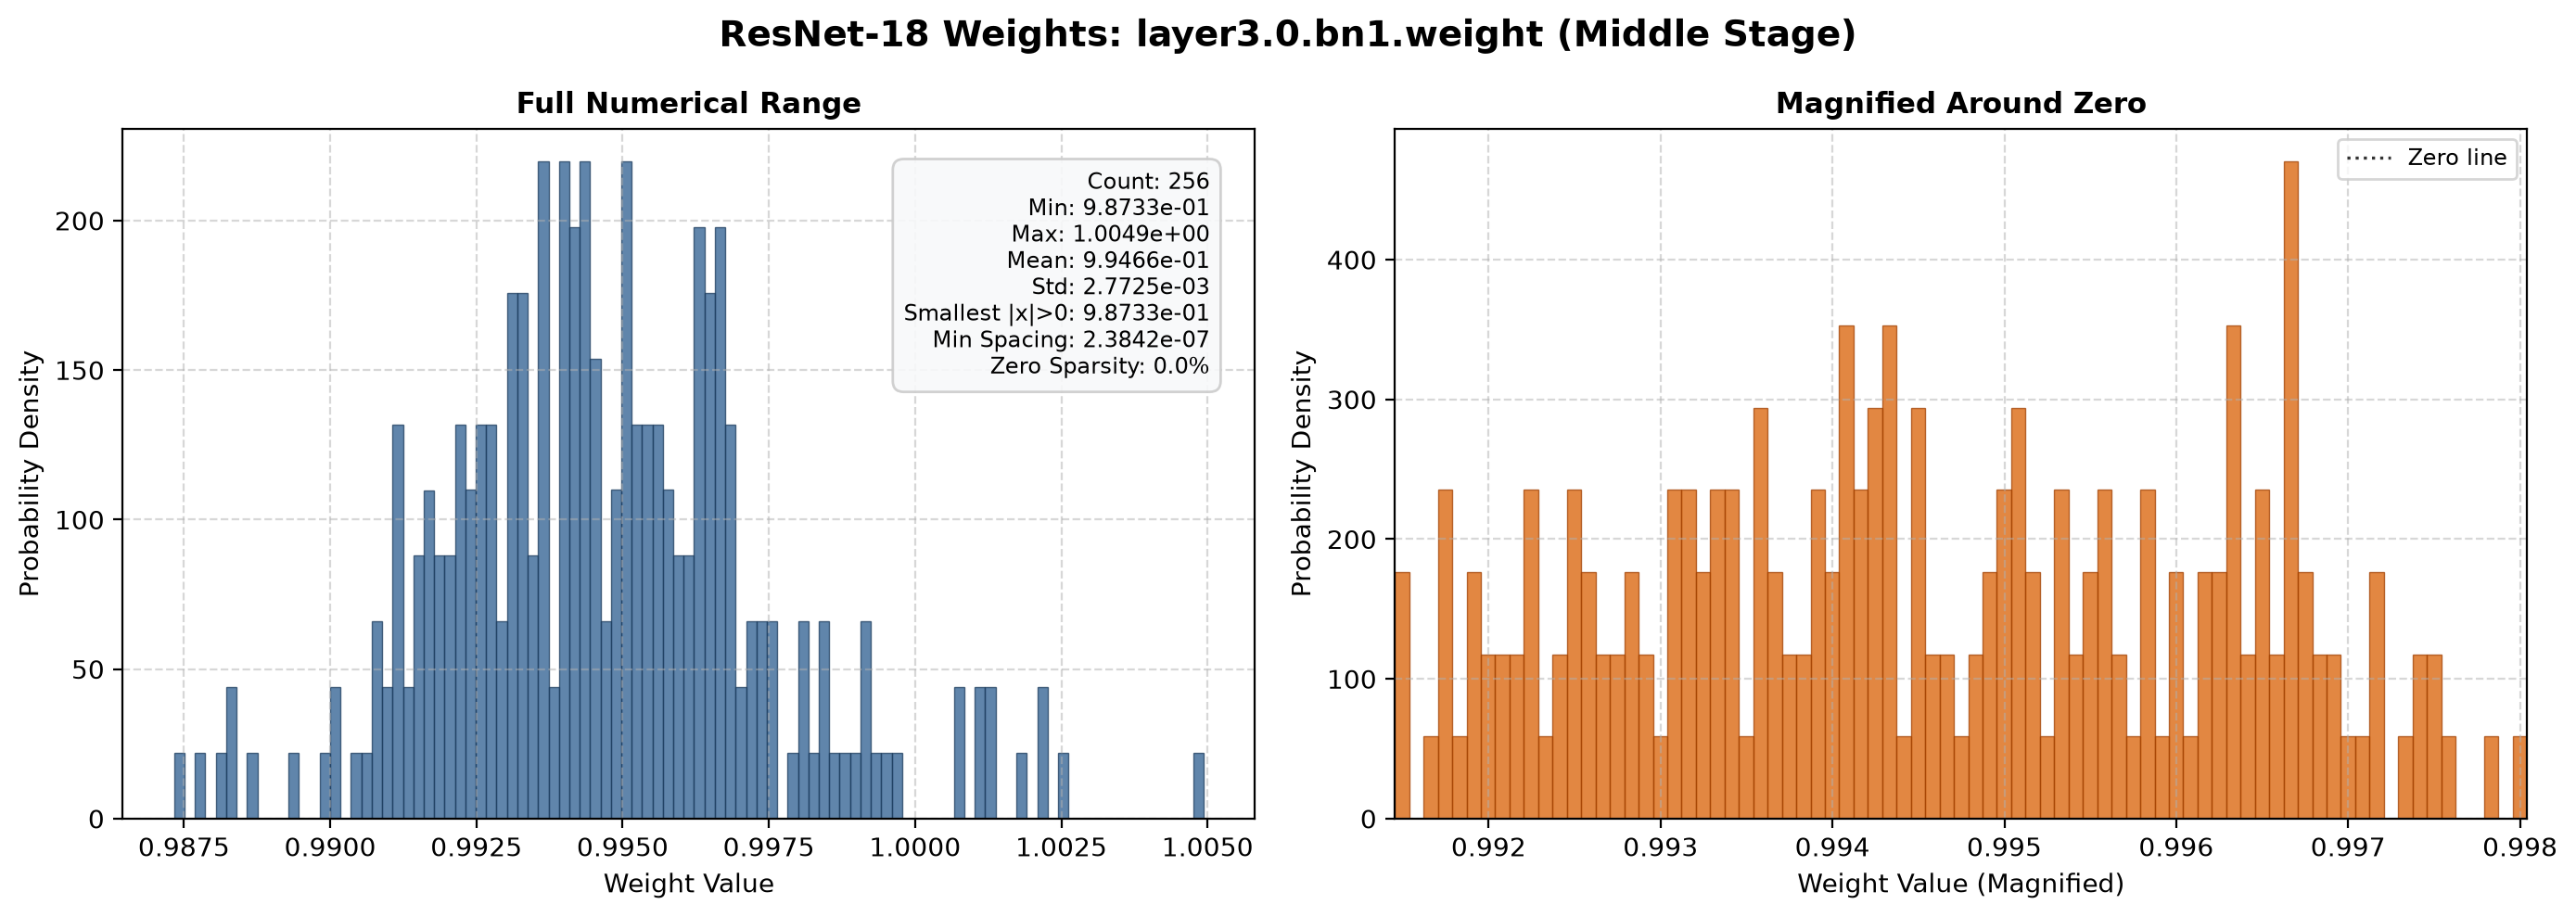 ResNet-18 Weights: layer3.0.bn1.weight (Middle Stage)
Full Numerical Range
Probability Density
200
150
100
50
0
Count: 256
Min: 9.8733e-01
Max: 1.0049e+00
Mean: 9.9466e-01
Std: 2.7725e-03
Smallest |x|>0: 9.8733e-01
Min Spacing: 2.3842e-07
Zero Sparsity: 0.0%
0.9875 0.9900 0.9925 0.9950 0.9975 1.0000 1.0025 1.0050
Weight Value
Magnified Around Zero
Probability Density
400
300
200
100
0
Zero line
0.992 0.993 0.994 0.995 0.996 0.997 0.998
Weight Value (Magnified)